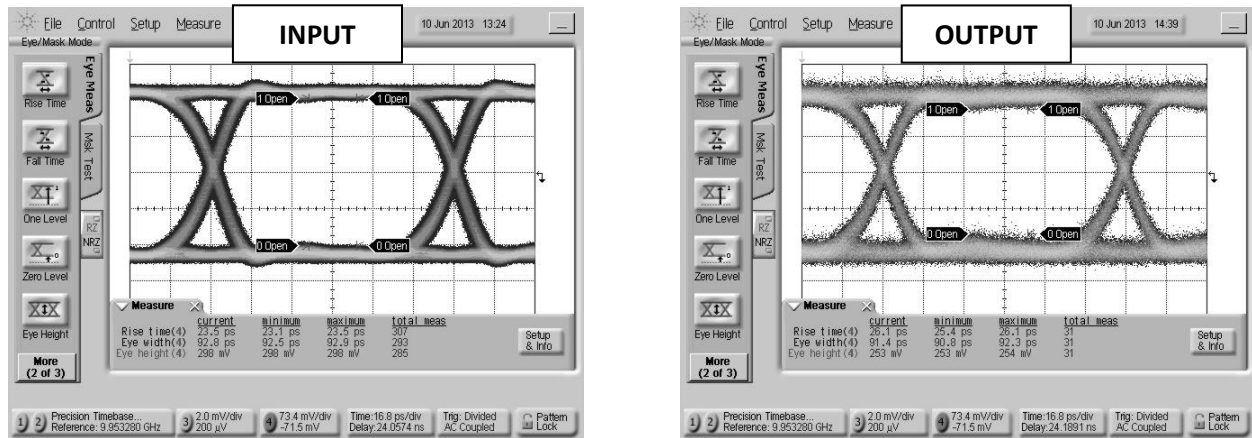 INPUT
File Control Setup Measure
10 Jun 2013 13:24
Eye/Mask Mode
Eye Meas
Msk Test
Rise Time
Fall Time
One Level
Zero Level
Eye Height
RZ
NRZ
More
(2 of 3)
1 Open
1 Open
0 Open
0 Open
Measure
current minimum maximum total meas
Rise time(4) 23.5 ps 23.1 ps 23.5 ps 307
Eye width(4) 92.8 ps 92.5 ps 92.9 ps 293
Eye height(4) 298 mV 298 mV 298 mV 285
Setup
& Info
1 2 Precision Timebase...
Reference: 9.953280 GHz
3 2.0 mV/div
200 µV
4 73.4 mV/div
-71.5 mV
Time:16.8 ps/div
Delay:24.0574 ns
Trig: Divided
AC Coupled
Pattern
Lock
OUTPUT
File Control Setup Measure
10 Jun 2013 14:39
Eye/Mask Mode
Eye Meas
Msk Test
Rise Time
Fall Time
One Level
Zero Level
Eye Height
RZ
NRZ
More
(2 of 3)
1 Open
1 Open
0 Open
0 Open
Measure
current minimum maximum total meas
Rise time(4) 26.1 ps 25.4 ps 26.1 ps 31
Eye width(4) 91.4 ps 90.8 ps 92.3 ps 31
Eye height(4) 253 mV 253 mV 254 mV 31
Setup
& Info
1 2 Precision Timebase...
Reference: 9.953280 GHz
3 2.0 mV/div
200 µV
4 73.4 mV/div
-71.5 mV
Time:16.8 ps/div
Delay:24.1891 ns
Trig: Divided
AC Coupled
Pattern
Lock